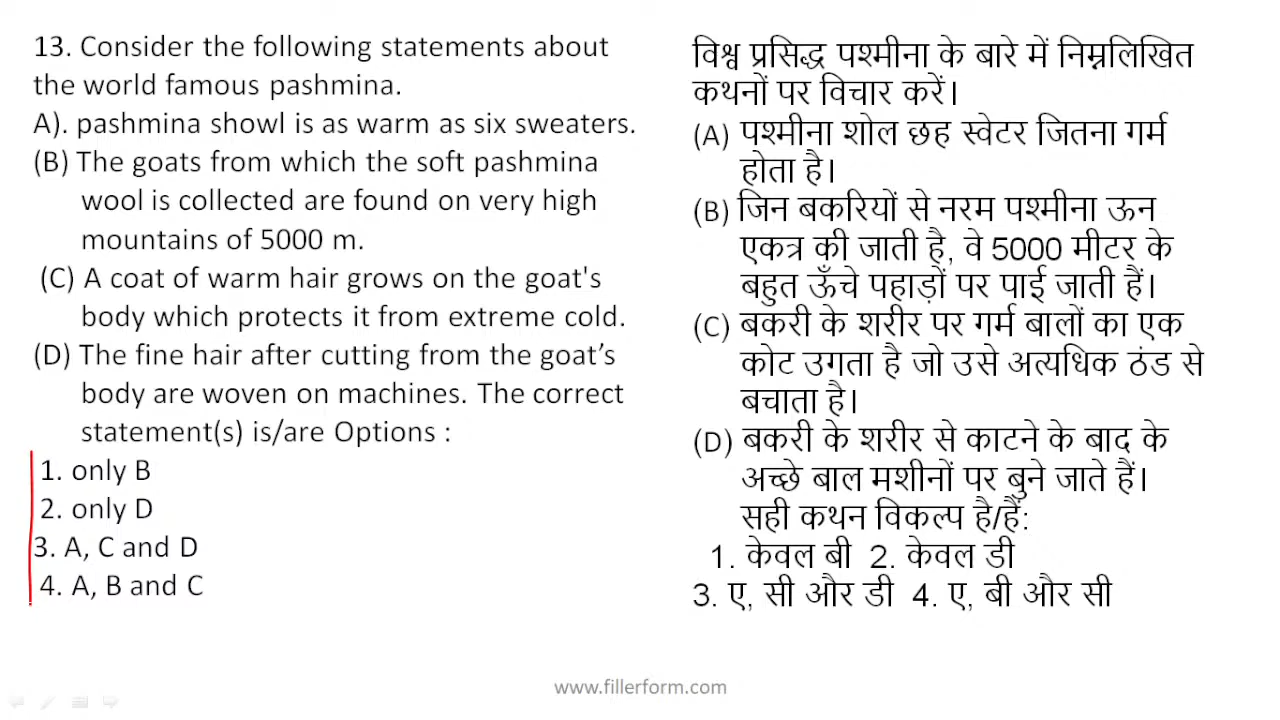 13. Consider the following statements about
the world famous pashmina.
A). pashmina showl is as warm as six sweaters.
(B) The goats from which the soft pashmina
wool is collected are found on very high
mountains of 5000 m.
(C) A coat of warm hair grows on the goat's
body which protects it from extreme cold.
(D) The fine hair after cutting from the goat’s
body are woven on machines. The correct
statement(s) is/are Options :
1. only B
2. only D
3. A, C and D
4. A, B and C
विश्व प्रसिद्ध पश्मीना के बारे में निम्नलिखित
कथनों पर विचार करें।
(A) पश्मीना शोल छह स्वेटर जितना गर्म
होता है।
(B) जिन बकरियों से नरम पश्मीना ऊन
एकत्र की जाती है, वे 5000 मीटर के
बहुत ऊँचे पहाड़ों पर पाई जाती हैं।
(C) बकरी के शरीर पर गर्म बालों का एक
कोट उगता है जो उसे अत्यधिक ठंड से
बचाता है।
(D) बकरी के शरीर से काटने के बाद के
अच्छे बाल मशीनों पर बुने जाते हैं।
सही कथन विकल्प है/हैं:
1. केवल बी 2. केवल डी
3. ए, सी और डी 4. ए, बी और सी
www.fillerform.com